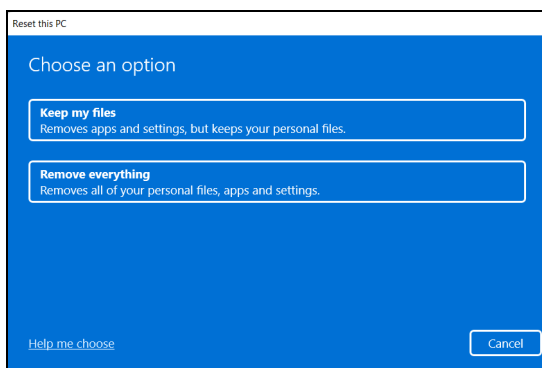 Reset this PC
Choose an option
Keep my files
Removes apps and settings, but keeps your personal files.
Remove everything
Removes all of your personal files, apps and settings.
Help me choose
Cancel